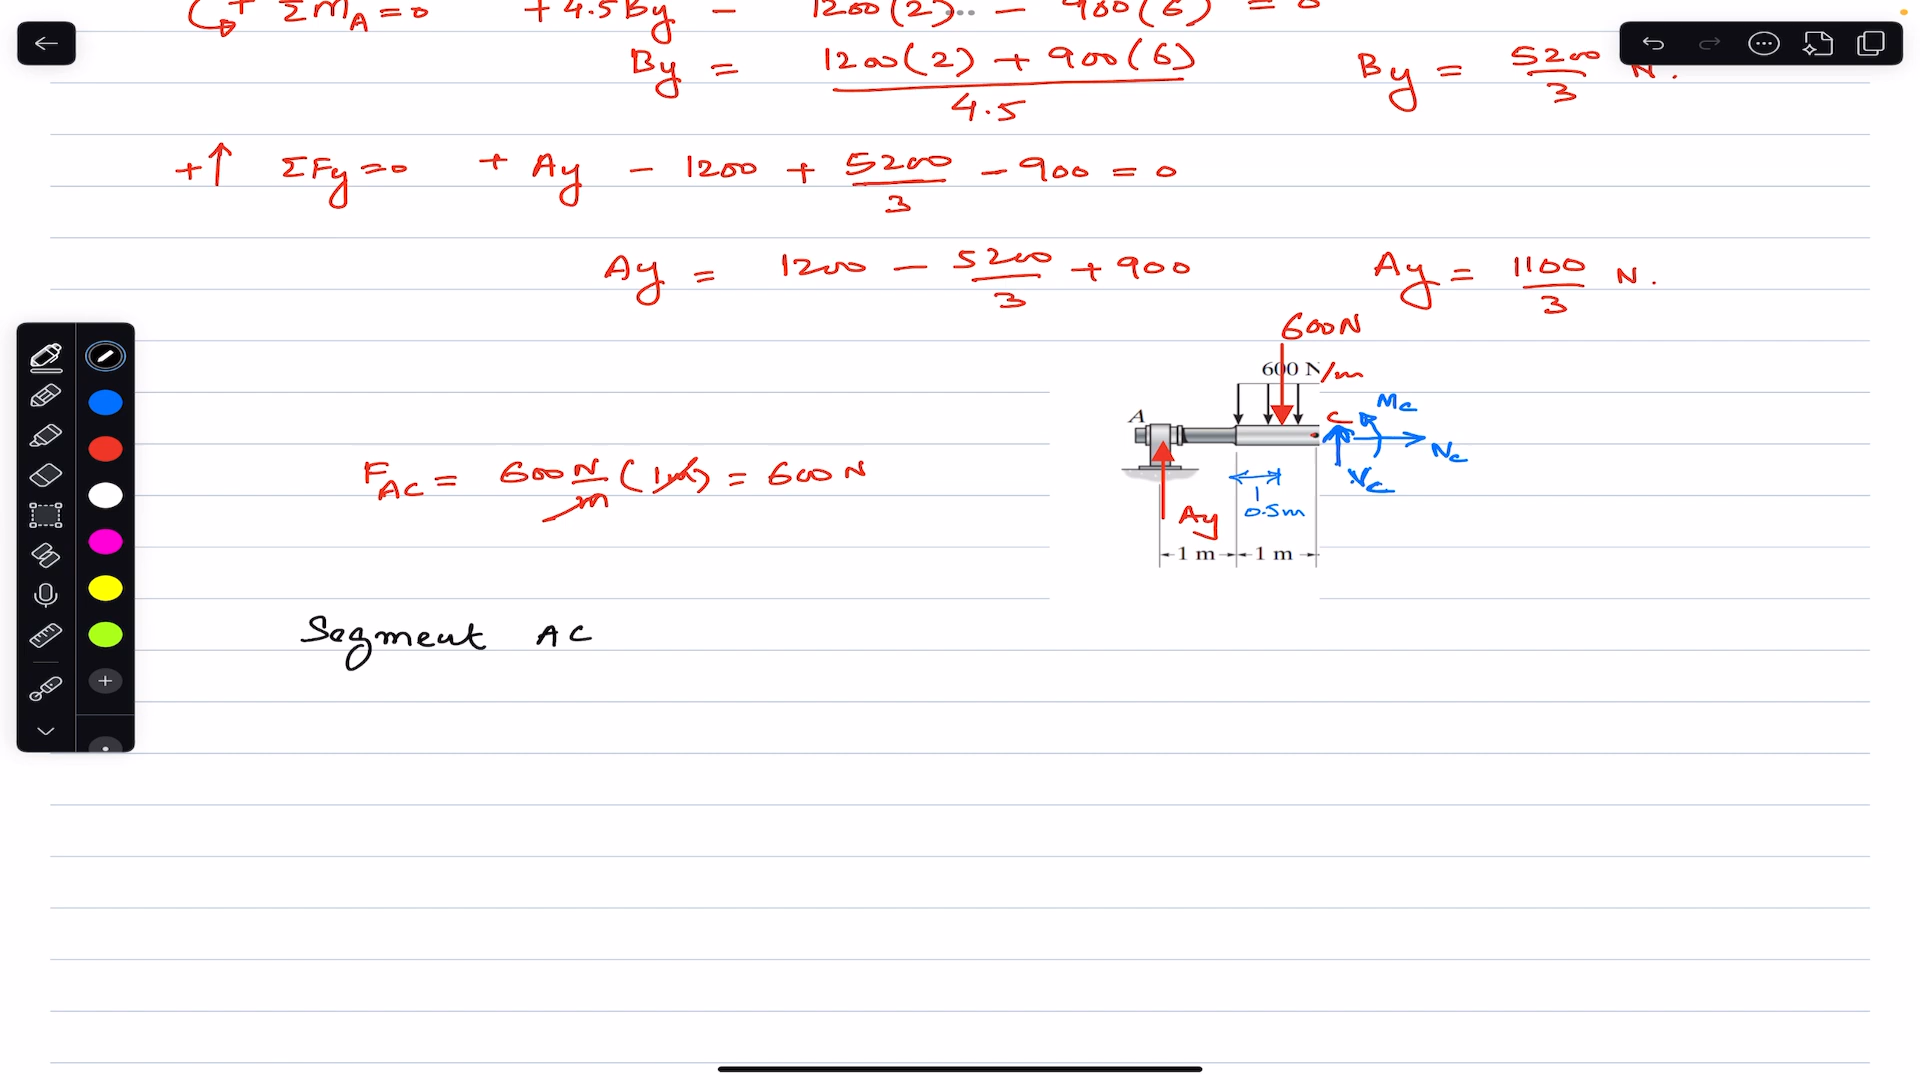 + ΣM_A = 0 + 4.5By - 1200(2) - 900(6) = 0
By = 1200(2) + 900(6) / 4.5 By = 5200/3 N.
+↑ ΣFy = 0 + Ay - 1200 + 5200/3 - 900 = 0
Ay = 1200 - 5200/3 + 900 Ay = 1100/3 N.
600N
600 N/m
A C Mc
Nc
F_AC = 600 N/m (1m) = 600 N
Vc
Ay 0.5m
1 m 1 m
Segment AC